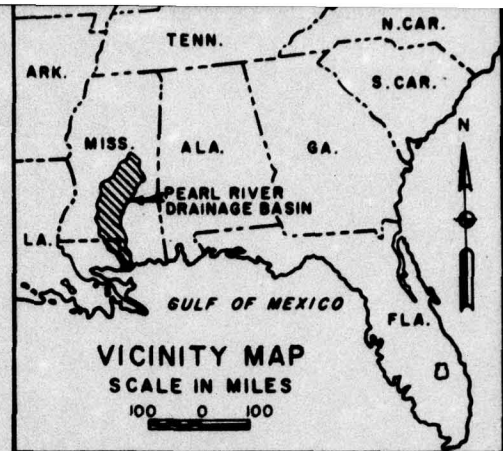 N.CAR.
TENN.
ARK.
S.CAR.
MISS.
ALA.
GA.
N
PEARL RIVER
DRAINAGE BASIN
LA.
GULF OF MEXICO
FLA.
VICINITY MAP
SCALE IN MILES
100 0 100